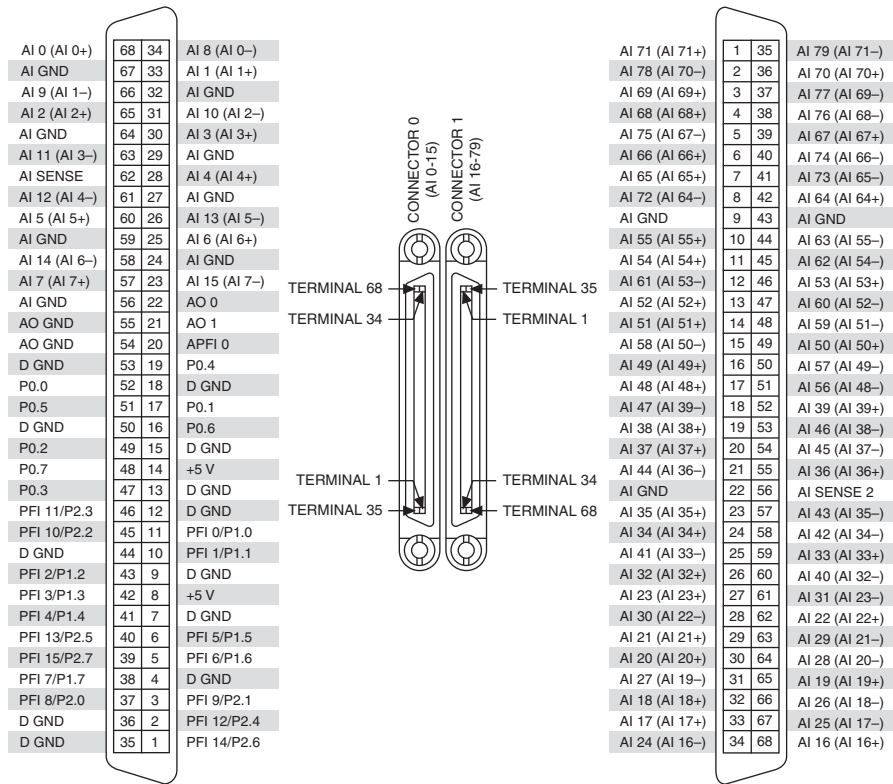 AI 0 (AI 0+) 68 34 AI 8 (AI 0–)
AI GND 67 33 AI 1 (AI 1+)
AI 9 (AI 1–) 66 32 AI GND
AI 2 (AI 2+) 65 31 AI 10 (AI 2–)
AI GND 64 30 AI 3 (AI 3+)
AI 11 (AI 3–) 63 29 AI GND
AI SENSE 62 28 AI 4 (AI 4+)
AI 12 (AI 4–) 61 27 AI GND
AI 5 (AI 5+) 60 26 AI 13 (AI 5–)
AI GND 59 25 AI 6 (AI 6+)
AI 14 (AI 6–) 58 24 AI GND
AI 7 (AI 7+) 57 23 AI 15 (AI 7–)
AI GND 56 22 AO 0
AO GND 55 21 AO 1
AO GND 54 20 APFI 0
D GND 53 19 P0.4
P0.0 52 18 D GND
P0.5 51 17 P0.1
D GND 50 16 P0.6
P0.2 49 15 D GND
P0.7 48 14 +5 V
P0.3 47 13 D GND
PFI 11/P2.3 46 12 D GND
PFI 10/P2.2 45 11 PFI 0/P1.0
D GND 44 10 PFI 1/P1.1
PFI 2/P1.2 43 9 D GND
PFI 3/P1.3 42 8 +5 V
PFI 4/P1.4 41 7 D GND
PFI 13/P2.5 40 6 PFI 5/P1.5
PFI 15/P2.7 39 5 PFI 6/P1.6
PFI 7/P1.7 38 4 D GND
PFI 8/P2.0 37 3 PFI 9/P2.1
D GND 36 2 PFI 12/P2.4
D GND 35 1 PFI 14/P2.6
CONNECTOR 0
(AI 0-15)
CONNECTOR 1
(AI 16-79)
TERMINAL 68
TERMINAL 35
TERMINAL 34
TERMINAL 1
TERMINAL 1
TERMINAL 34
TERMINAL 35
TERMINAL 68
AI 71 (AI 71+) 1 35 AI 79 (AI 71–)
AI 78 (AI 70–) 2 36 AI 70 (AI 70+)
AI 69 (AI 69+) 3 37 AI 77 (AI 69–)
AI 68 (AI 68+) 4 38 AI 76 (AI 68–)
AI 75 (AI 67–) 5 39 AI 67 (AI 67+)
AI 66 (AI 66+) 6 40 AI 74 (AI 66–)
AI 65 (AI 65+) 7 41 AI 73 (AI 65–)
AI 72 (AI 64–) 8 42 AI 64 (AI 64+)
AI GND 9 43 AI GND
AI 55 (AI 55+) 10 44 AI 63 (AI 55–)
AI 54 (AI 54+) 11 45 AI 62 (AI 54–)
AI 61 (AI 53–) 12 46 AI 53 (AI 53+)
AI 52 (AI 52+) 13 47 AI 60 (AI 52–)
AI 51 (AI 51+) 14 48 AI 59 (AI 51–)
AI 58 (AI 50–) 15 49 AI 50 (AI 50+)
AI 49 (AI 49+) 16 50 AI 57 (AI 49–)
AI 48 (AI 48+) 17 51 AI 56 (AI 48–)
AI 47 (AI 39–) 18 52 AI 39 (AI 39+)
AI 38 (AI 38+) 19 53 AI 46 (AI 38–)
AI 37 (AI 37+) 20 54 AI 45 (AI 37–)
AI 44 (AI 36–) 21 55 AI 36 (AI 36+)
AI GND 22 56 AI SENSE 2
AI 35 (AI 35+) 23 57 AI 43 (AI 35–)
AI 34 (AI 34+) 24 58 AI 42 (AI 34–)
AI 41 (AI 33–) 25 59 AI 33 (AI 33+)
AI 32 (AI 32+) 26 60 AI 40 (AI 32–)
AI 23 (AI 23+) 27 61 AI 31 (AI 23–)
AI 30 (AI 22–) 28 62 AI 22 (AI 22+)
AI 21 (AI 21+) 29 63 AI 29 (AI 21–)
AI 20 (AI 20+) 30 64 AI 28 (AI 20–)
AI 27 (AI 19–) 31 65 AI 19 (AI 19+)
AI 18 (AI 18+) 32 66 AI 26 (AI 18–)
AI 17 (AI 17+) 33 67 AI 25 (AI 17–)
AI 24 (AI 16–) 34 68 AI 16 (AI 16+)